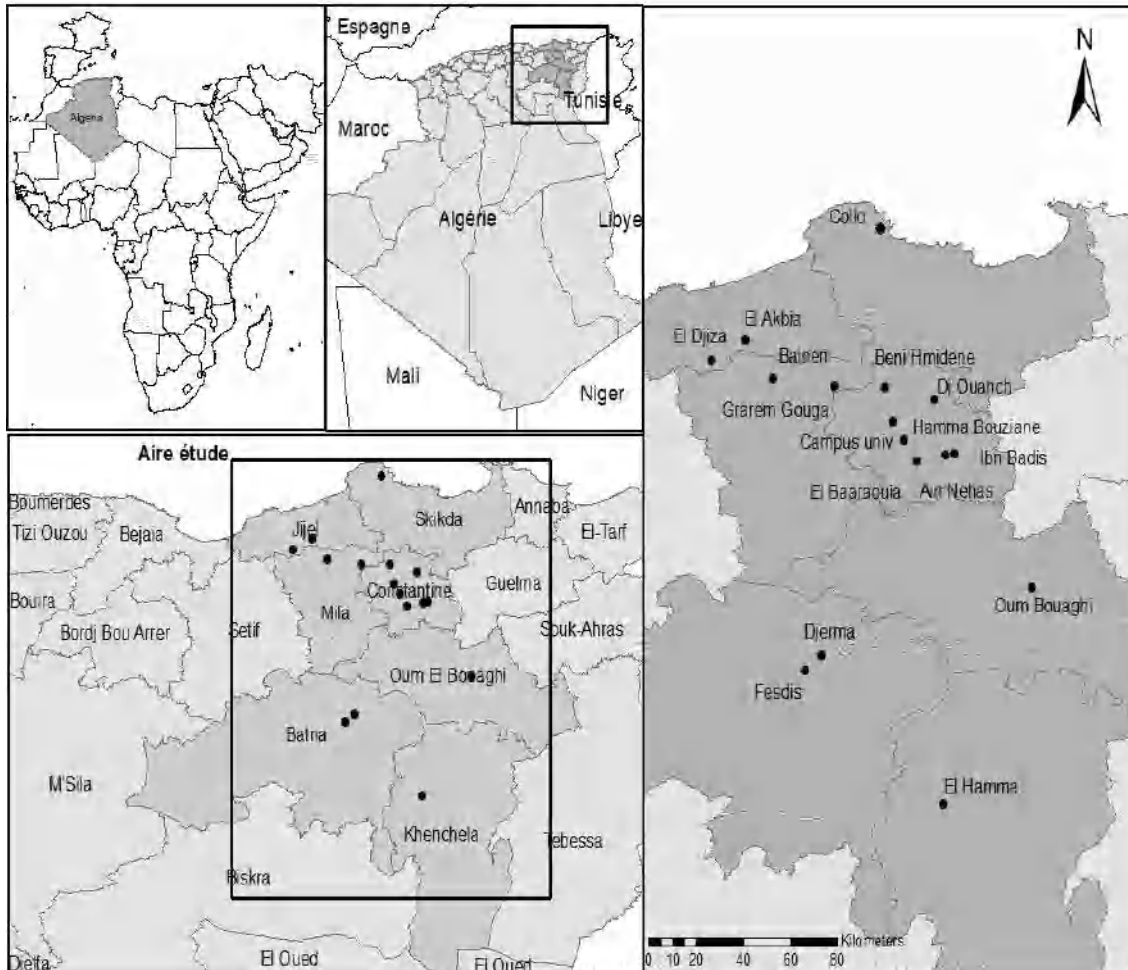 Algeria
Espagne
Maroc
Tunisie
Algérie
Libye
Mali
Niger
N
Collo
El Akbia
El Djiza
Bainen
Beni Hmidene
Dj Ouahch
Grarem Gouga
Hamma Bouziane
Campus univ
Ibn Badis
El Baaraouia
Ain Nehas
Oum Bouaghi
Djerma
Fesdis
El Hamma
Kilometers
0 10 20 40 60 80
Aire étude
Boumerdes
Tizi Ouzou
Bejaia
Jijel
Skikda
Annaba
El-Tarf
Bouira
Bordj Bou Arrer
Setif
Mila
Constantine
Guelma
Souk-Ahras
Oum El Bouaghi
Batna
M'Sila
Khenchela
Tebessa
Biskra
Djelfa
El Oued
El Oued